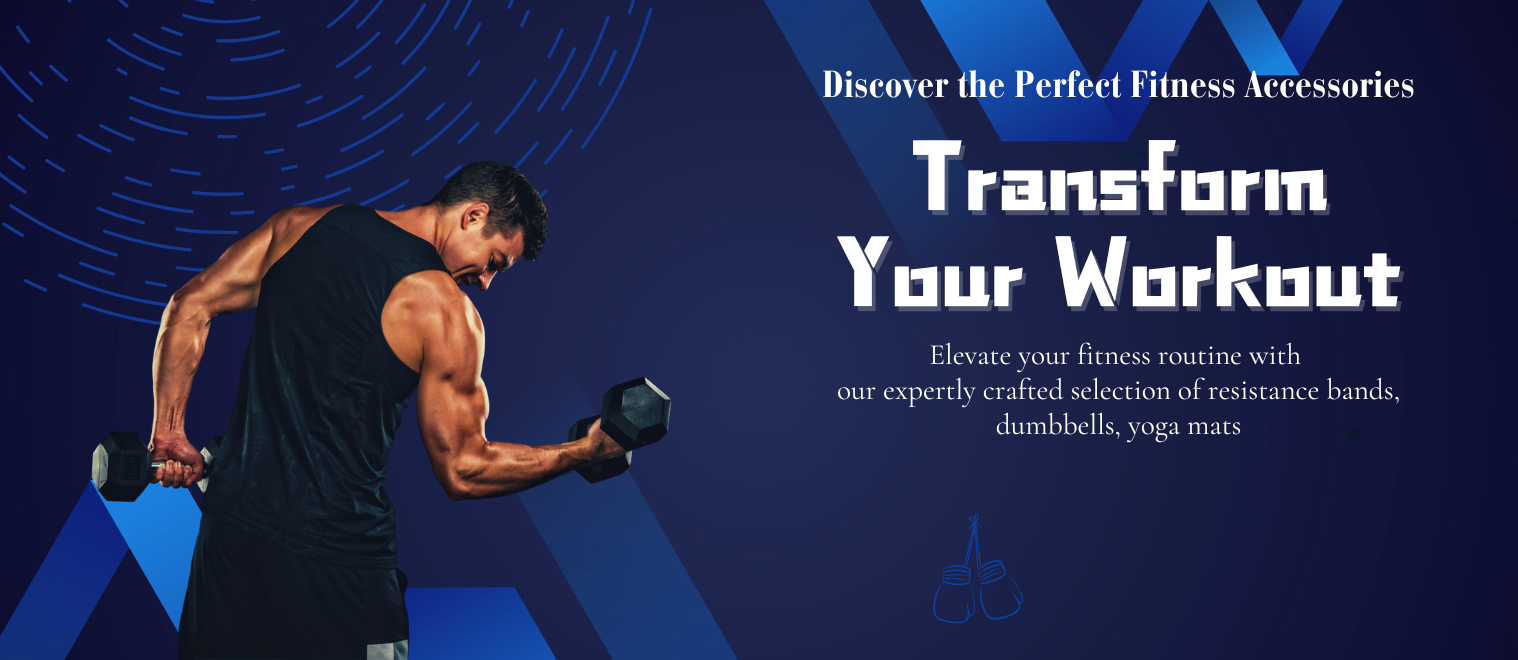 Discover the Perfect Fitness Accessories
Transform
Your Workout
Elevate your fitness routine with
our expertly crafted selection of resistance bands,
dumbbells, yoga mats